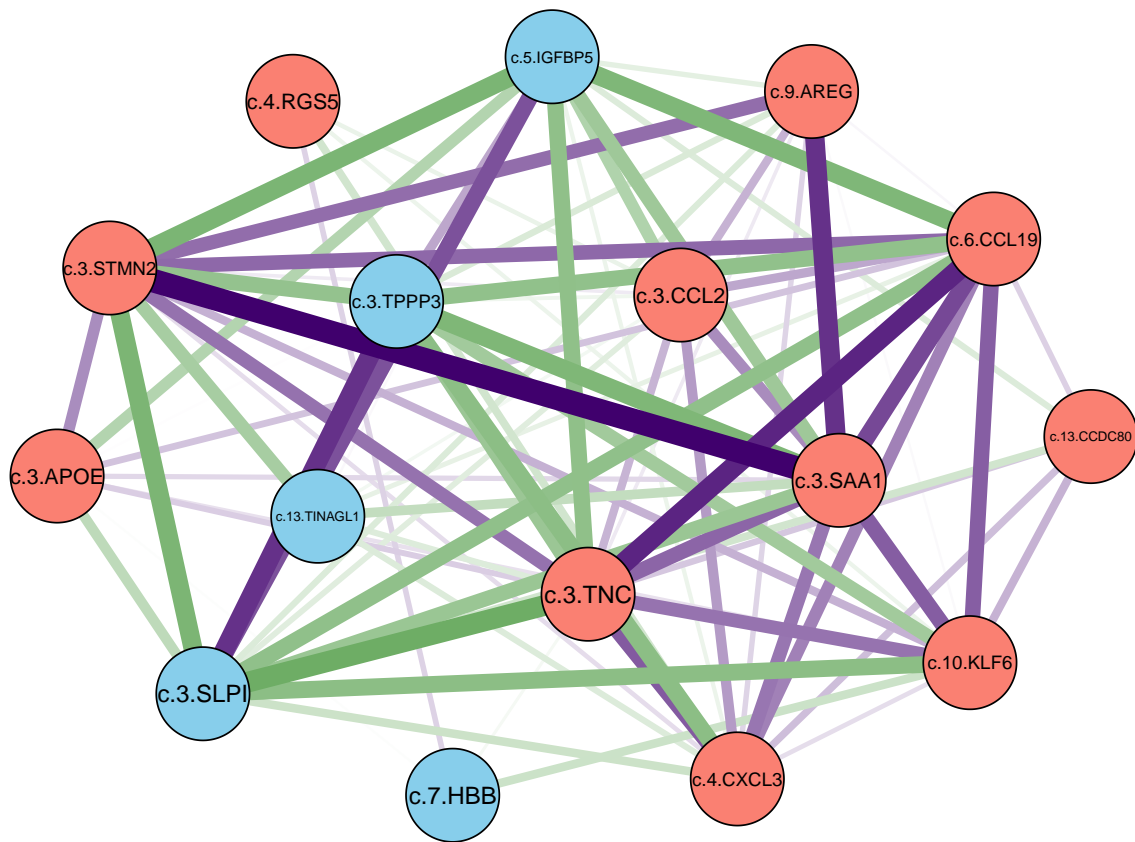 c.5.IGFBP5
c.4.RGS5
c.9.AREG
c.6.CCL19
c.3.STMN2
c.3.TPPP3
c.3.CCL2
c.13.CCDC80
c.3.APOE
c.3.SAA1
c.13.TINAGL1
c.3.TNC
c.10.KLF6
c.3.SLPI
c.4.CXCL3
c.7.HBB